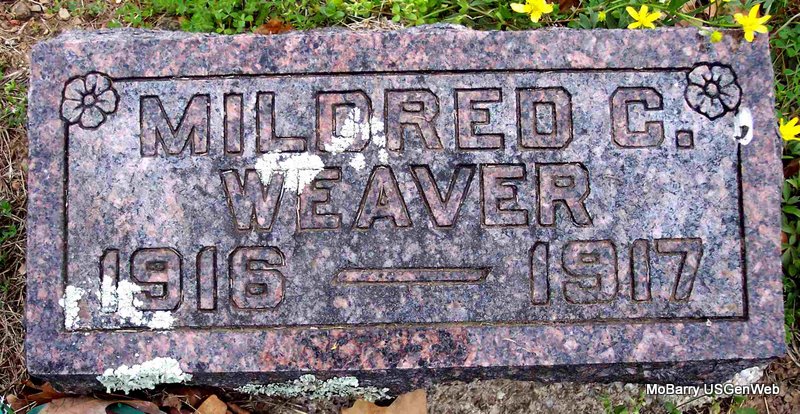 MILDRED C.
WEAVER
1916 — 1917
MoBarry USGenWeb